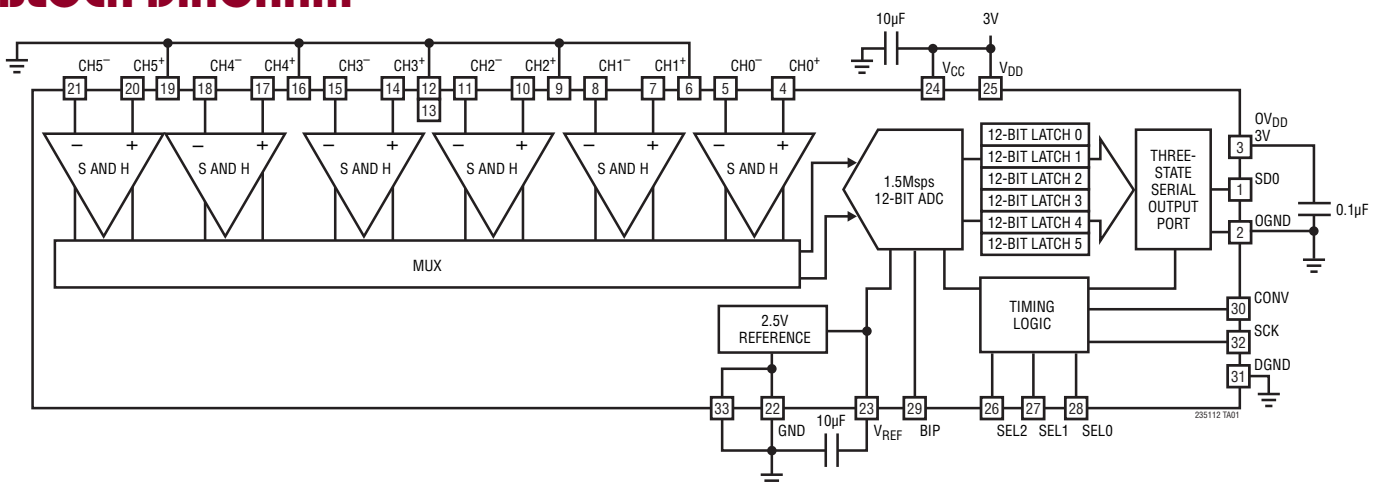 BLOCK DIAGRAM
10µF
3V
CH5– CH5+ CH4– CH4+ CH3– CH3+ CH2– CH2+ CH1– CH1+ CH0– CH0+
VCC VDD
21 20 19 18 17 16 15 14 12 11 10 9 8 7 6 5 4 24 25
13
– + – + – + – + – + – +
S AND H S AND H S AND H S AND H S AND H S AND H
MUX
1.5Msps
12-BIT ADC
12-BIT LATCH 0
12-BIT LATCH 1
12-BIT LATCH 2
12-BIT LATCH 3
12-BIT LATCH 4
12-BIT LATCH 5
THREE-
STATE
SERIAL
OUTPUT
PORT
OVDD
3V
3
SD0
1
0.1µF
OGND
2
2.5V
REFERENCE
TIMING
LOGIC
CONV
30
SCK
32
DGND
31
33 22 23 29 26 27 28
GND 10µF VREF BIP SEL2 SEL1 SEL0
235112 TA01